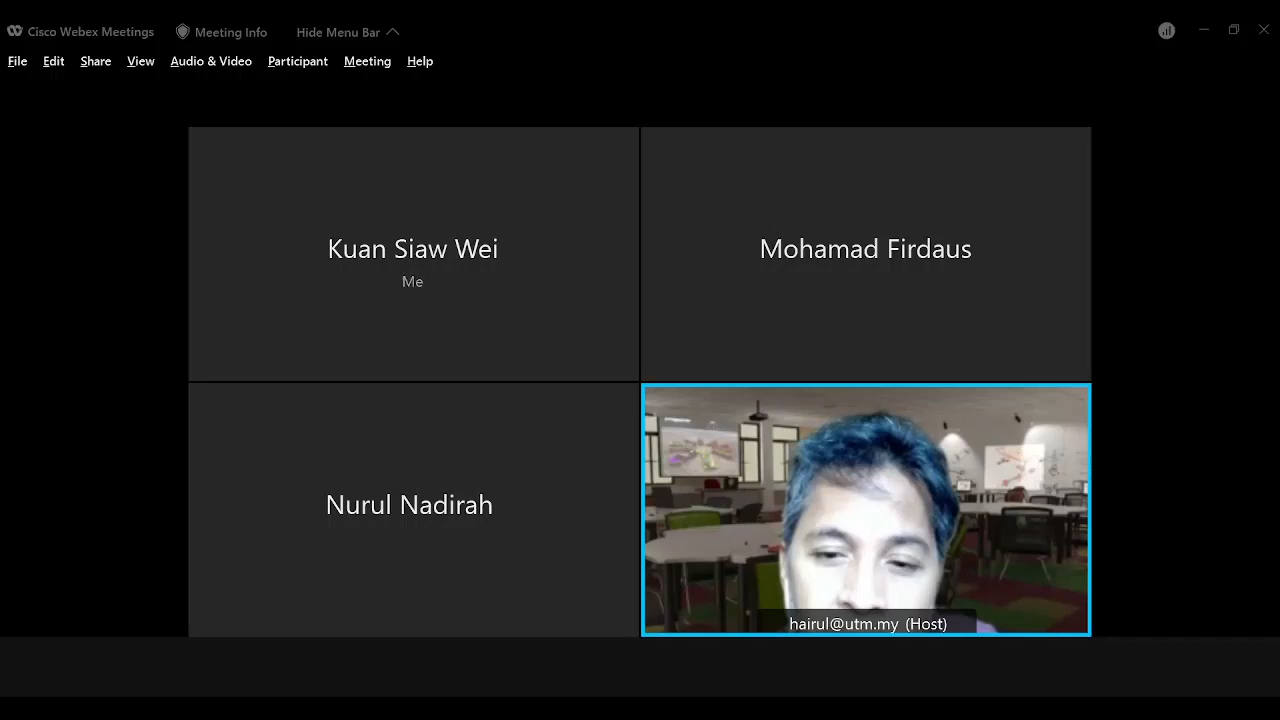 Cisco Webex Meetings Meeting Info Hide Menu Bar
File Edit Share View Audio & Video Participant Meeting Help
Kuan Siaw Wei
Me
Mohamad Firdaus
Nurul Nadirah
hairul@utm.my (Host)